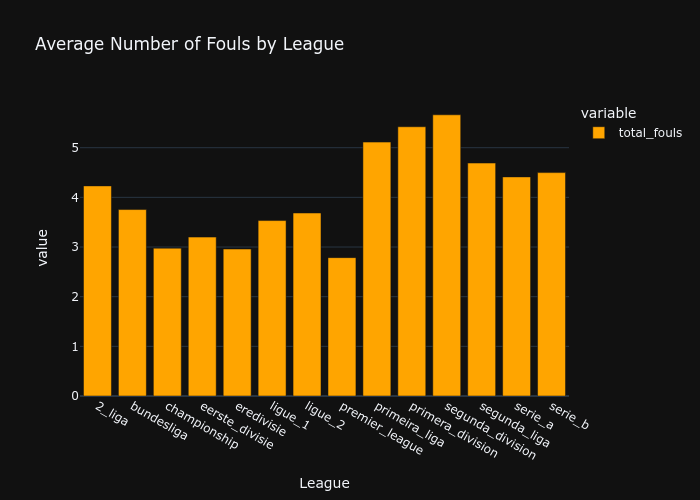 Average Number of Fouls by League
variable
total_fouls
value
5
4
3
2
1
0
2_liga
bundesliga
championship
eerste_divisie
eredivisie
ligue_1
ligue_2
premier_league
primeira_liga
primera_division
segunda_division
segunda_liga
serie_a
serie_b
League